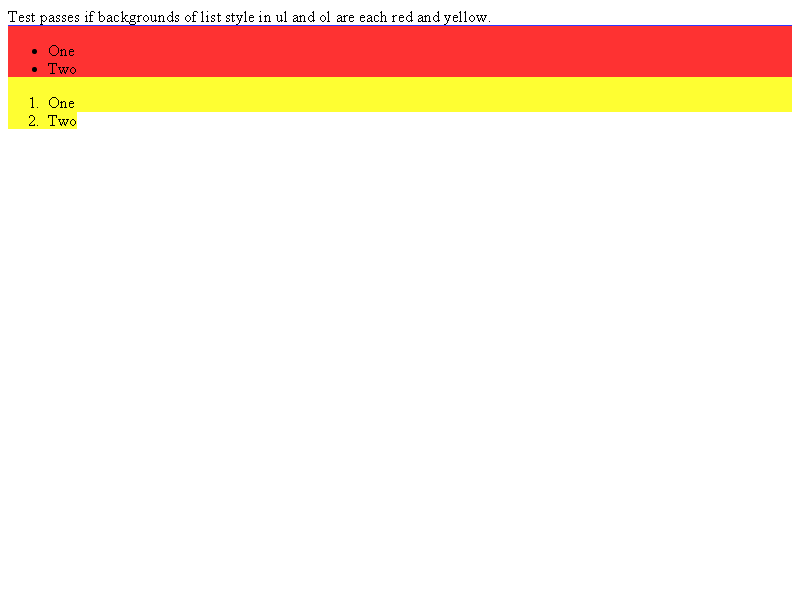 Test passes if backgrounds of list style in ul and ol are each red and yellow.
• One
• Two
1. One
2. Two